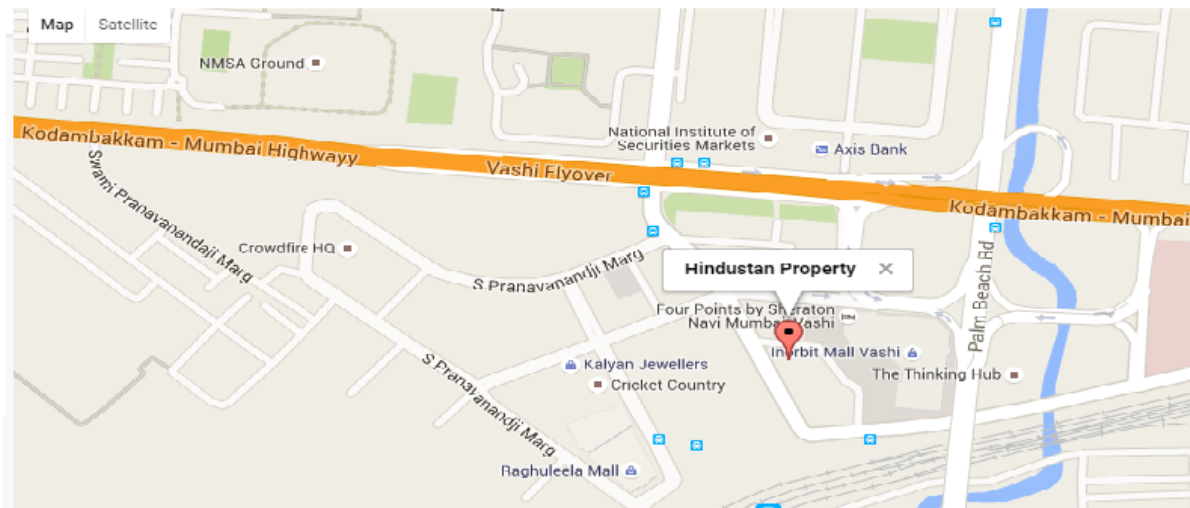 Map Satellite
NMSA Ground
National Institute of
Securities Markets
Axis Bank
Kodambakkam - Mumbai Highwayy
Vashi Flyover
Kodambakkam - Mumbai
Swami Pranavanandaji Marg
Crowdfire HQ
S Pranavanandji Marg
Hindustan Property
Palm Beach Rd
Four Points by Sheraton
Navi Mumbai Vashi
Inorbit Mall Vashi
The Thinking Hub
Kalyan Jewellers
Cricket Country
S Pranavanandji Marg
Raghuleela Mall